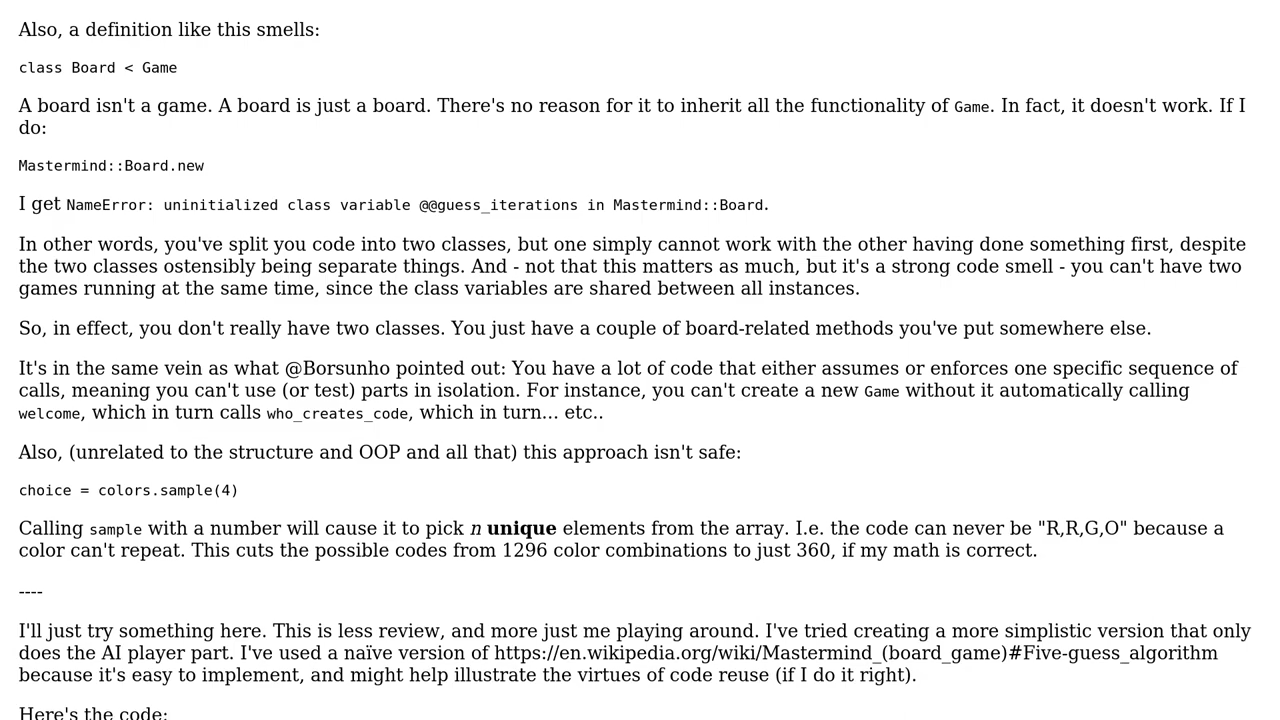 Also, a definition like this smells:
class Board < Game
A board isn't a game. A board is just a board. There's no reason for it to inherit all the functionality of Game. In fact, it doesn't work. If I
do:
Mastermind::Board.new
I get NameError: uninitialized class variable @@guess_iterations in Mastermind::Board.
In other words, you've split you code into two classes, but one simply cannot work with the other having done something first, despite
the two classes ostensibly being separate things. And - not that this matters as much, but it's a strong code smell - you can't have two
games running at the same time, since the class variables are shared between all instances.
So, in effect, you don't really have two classes. You just have a couple of board-related methods you've put somewhere else.
It's in the same vein as what @Borsunho pointed out: You have a lot of code that either assumes or enforces one specific sequence of
calls, meaning you can't use (or test) parts in isolation. For instance, you can't create a new Game without it automatically calling
welcome, which in turn calls who_creates_code, which in turn... etc..
Also, (unrelated to the structure and OOP and all that) this approach isn't safe:
choice = colors.sample(4)
Calling sample with a number will cause it to pick n unique elements from the array. I.e. the code can never be "R,R,G,O" because a
color can't repeat. This cuts the possible codes from 1296 color combinations to just 360, if my math is correct.
----
I'll just try something here. This is less review, and more just me playing around. I've tried creating a more simplistic version that only
does the AI player part. I've used a naïve version of https://en.wikipedia.org/wiki/Mastermind_(board_game)#Five-guess_algorithm
because it's easy to implement, and might help illustrate the virtues of code reuse (if I do it right).
Here's the code: